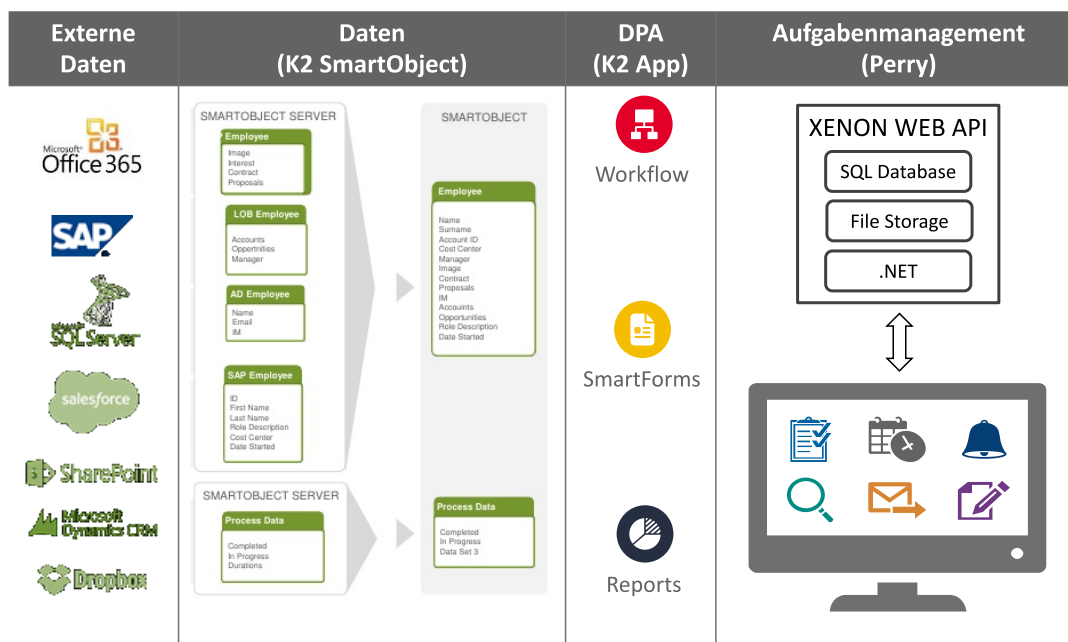 Externe
Daten
Daten
(K2 SmartObject)
DPA
(K2 App)
Aufgabenmanagement
(Perry)
Microsoft®
Office 365
SAP
SQL Server
salesforce
S
SharePoint
Microsoft
Dynamics CRM
Dropbox
SMARTOBJECT SERVER
Employee
Image
Interest
Contract
Proposals
LOB Employee
Accounts
Opportnities
Manager
AD Employee
Name
Email
IM
SAP Employee
ID
First Name
Last Name
Role Description
Cost Center
Date Started
SMARTOBJECT SERVER
Process Data
Completed
In Progress
Durations
SMARTOBJECT
Employee
Name
Surname
Account ID
Cost Center
Manager
Image
Contract
Proposals
IM
Accounts
Opportunities
Role Description
Date Started
Process Data
Completed
In Progress
Data Set 3
Workflow
SmartForms
Reports
XENON WEB API
SQL Database
File Storage
.NET